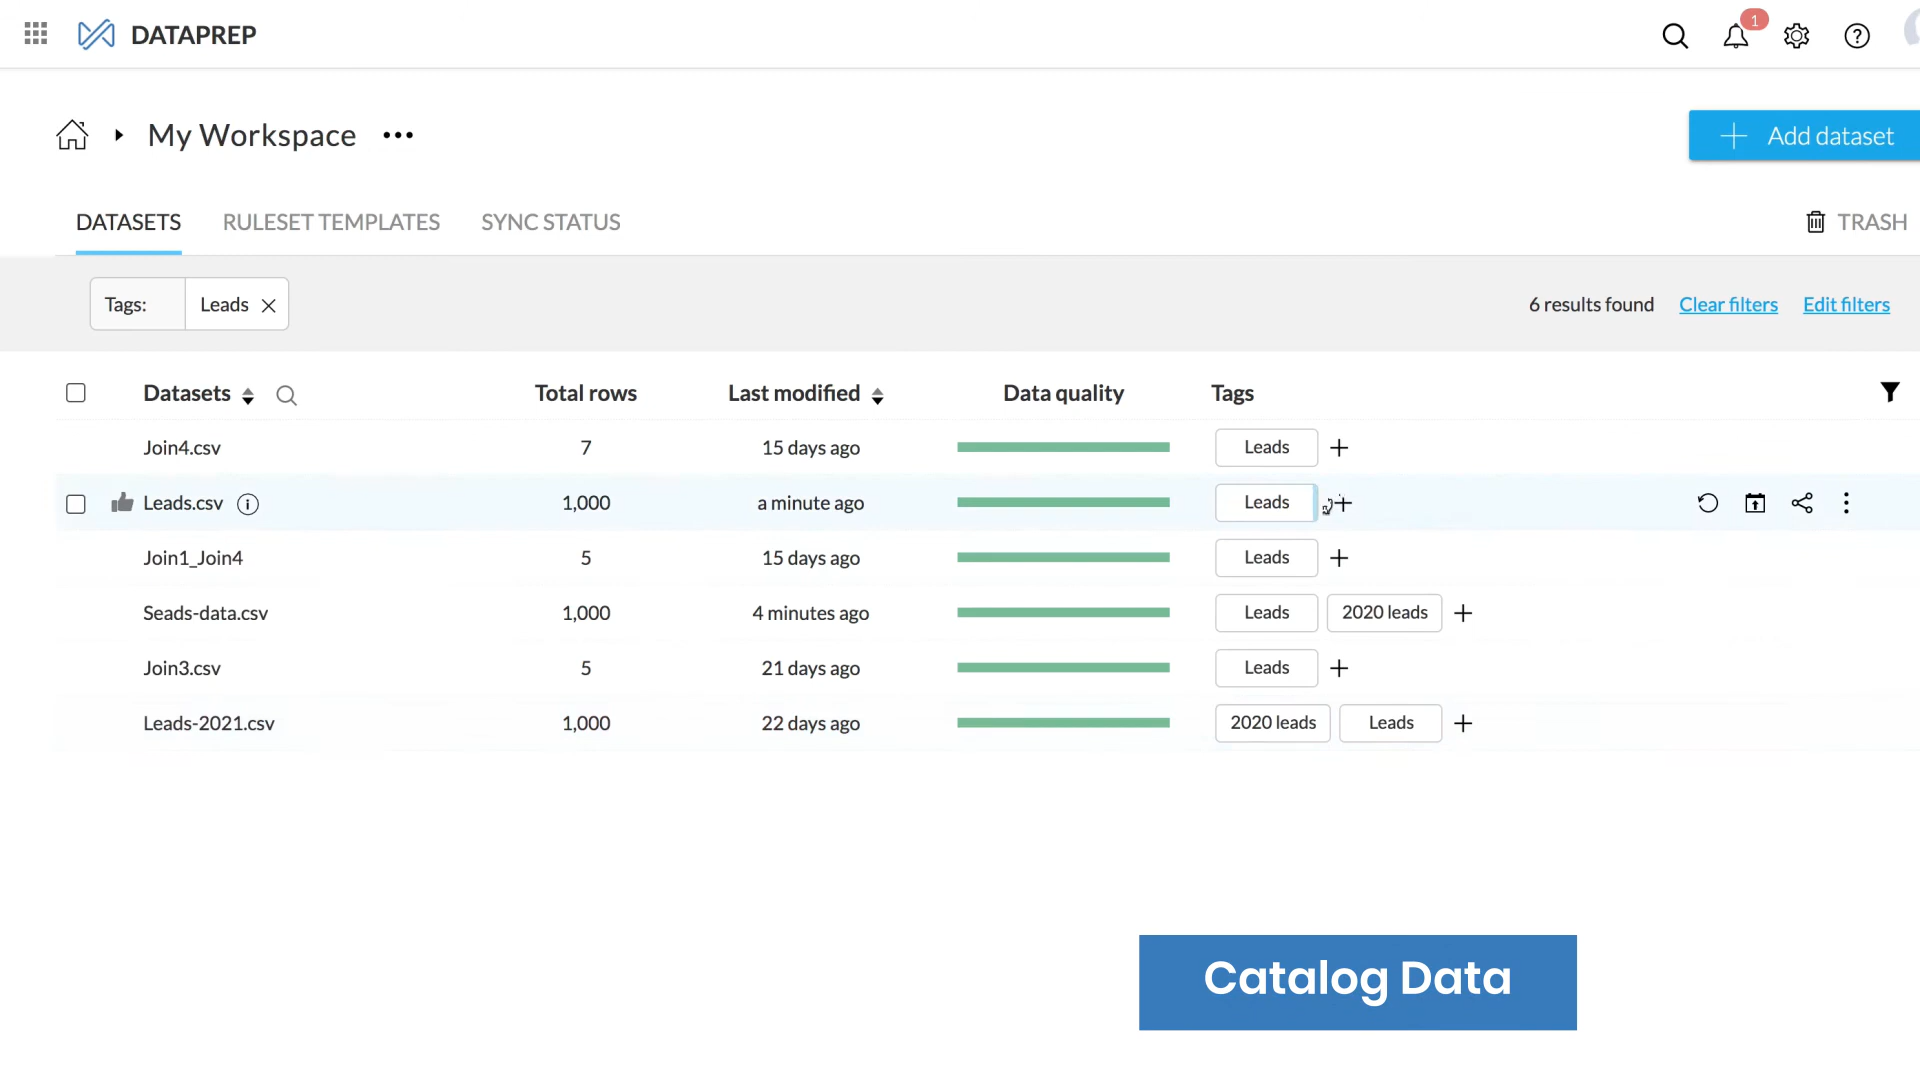 DATAPREP
1
My Workspace
Add dataset
DATASETS RULESET TEMPLATES SYNC STATUS TRASH
Tags: Leads 6 results found Clear filters Edit filters
Datasets Total rows Last modified Data quality Tags
Join4.csv 7 15 days ago Leads
Leads.csv 1,000 a minute ago Leads
Join1_Join4 5 15 days ago Leads
Seads-data.csv 1,000 4 minutes ago Leads 2020 leads
Join3.csv 5 21 days ago Leads
Leads-2021.csv 1,000 22 days ago 2020 leads Leads
Catalog Data